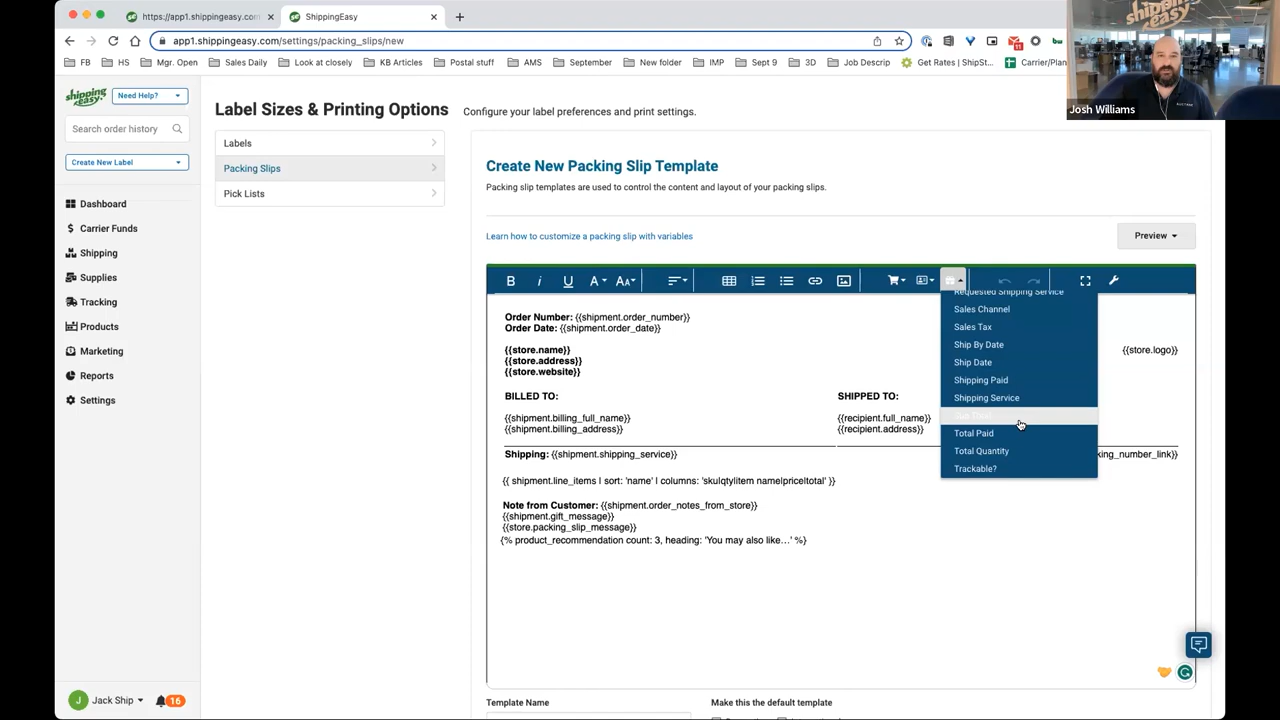 https://app1.shippingeasy.com
ShippingEasy
app1.shippingeasy.com/settings/packing_slips/new
11
FB
HS
Mgr. Open
Sales Daily
Look at closely
KB Articles
Postal stuff
AMS
September
New folder
IMP
Sept 9
3D
Job Descrip
Get Rates | ShipSt...
Carrier/Plan
shipping easy
Josh Williams
shipping easy
Need Help?
Search order history
Create New Label
Dashboard
Carrier Funds
Shipping
Supplies
Tracking
Products
Marketing
Reports
Settings
J
Jack Ship
16
Label Sizes & Printing Options
Configure your label preferences and print settings.
Labels
Packing Slips
Pick Lists
Create New Packing Slip Template
Packing slip templates are used to control the content and layout of your packing slips.
Learn how to customize a packing slip with variables
Preview
B i U A AA
Requested Shipping Service
Sales Channel
Sales Tax
Ship By Date
Ship Date
Shipping Paid
Shipping Service
Total Paid
Total Quantity
Trackable?
Order Number: {{shipment.order_number}}
Order Date: {{shipment.order_date}}
{{store.name}}
{{store.address}}
{{store.website}}
{{store.logo}}
BILLED TO:
SHIPPED TO:
{{shipment.billing_full_name}}
{{shipment.billing_address}}
{{recipient.full_name}}
{{recipient.address}}
Shipping: {{shipment.shipping_service}}
king_number_link}}
{{ shipment.line_items | sort: 'name' | columns: 'sku|qty|item name|price|total' }}
Note from Customer: {{shipment.order_notes_from_store}}
{{shipment.gift_message}}
{{store.packing_slip_message}}
{% product_recommendation count: 3, heading: 'You may also like...' %}
Template Name
Make this the default template